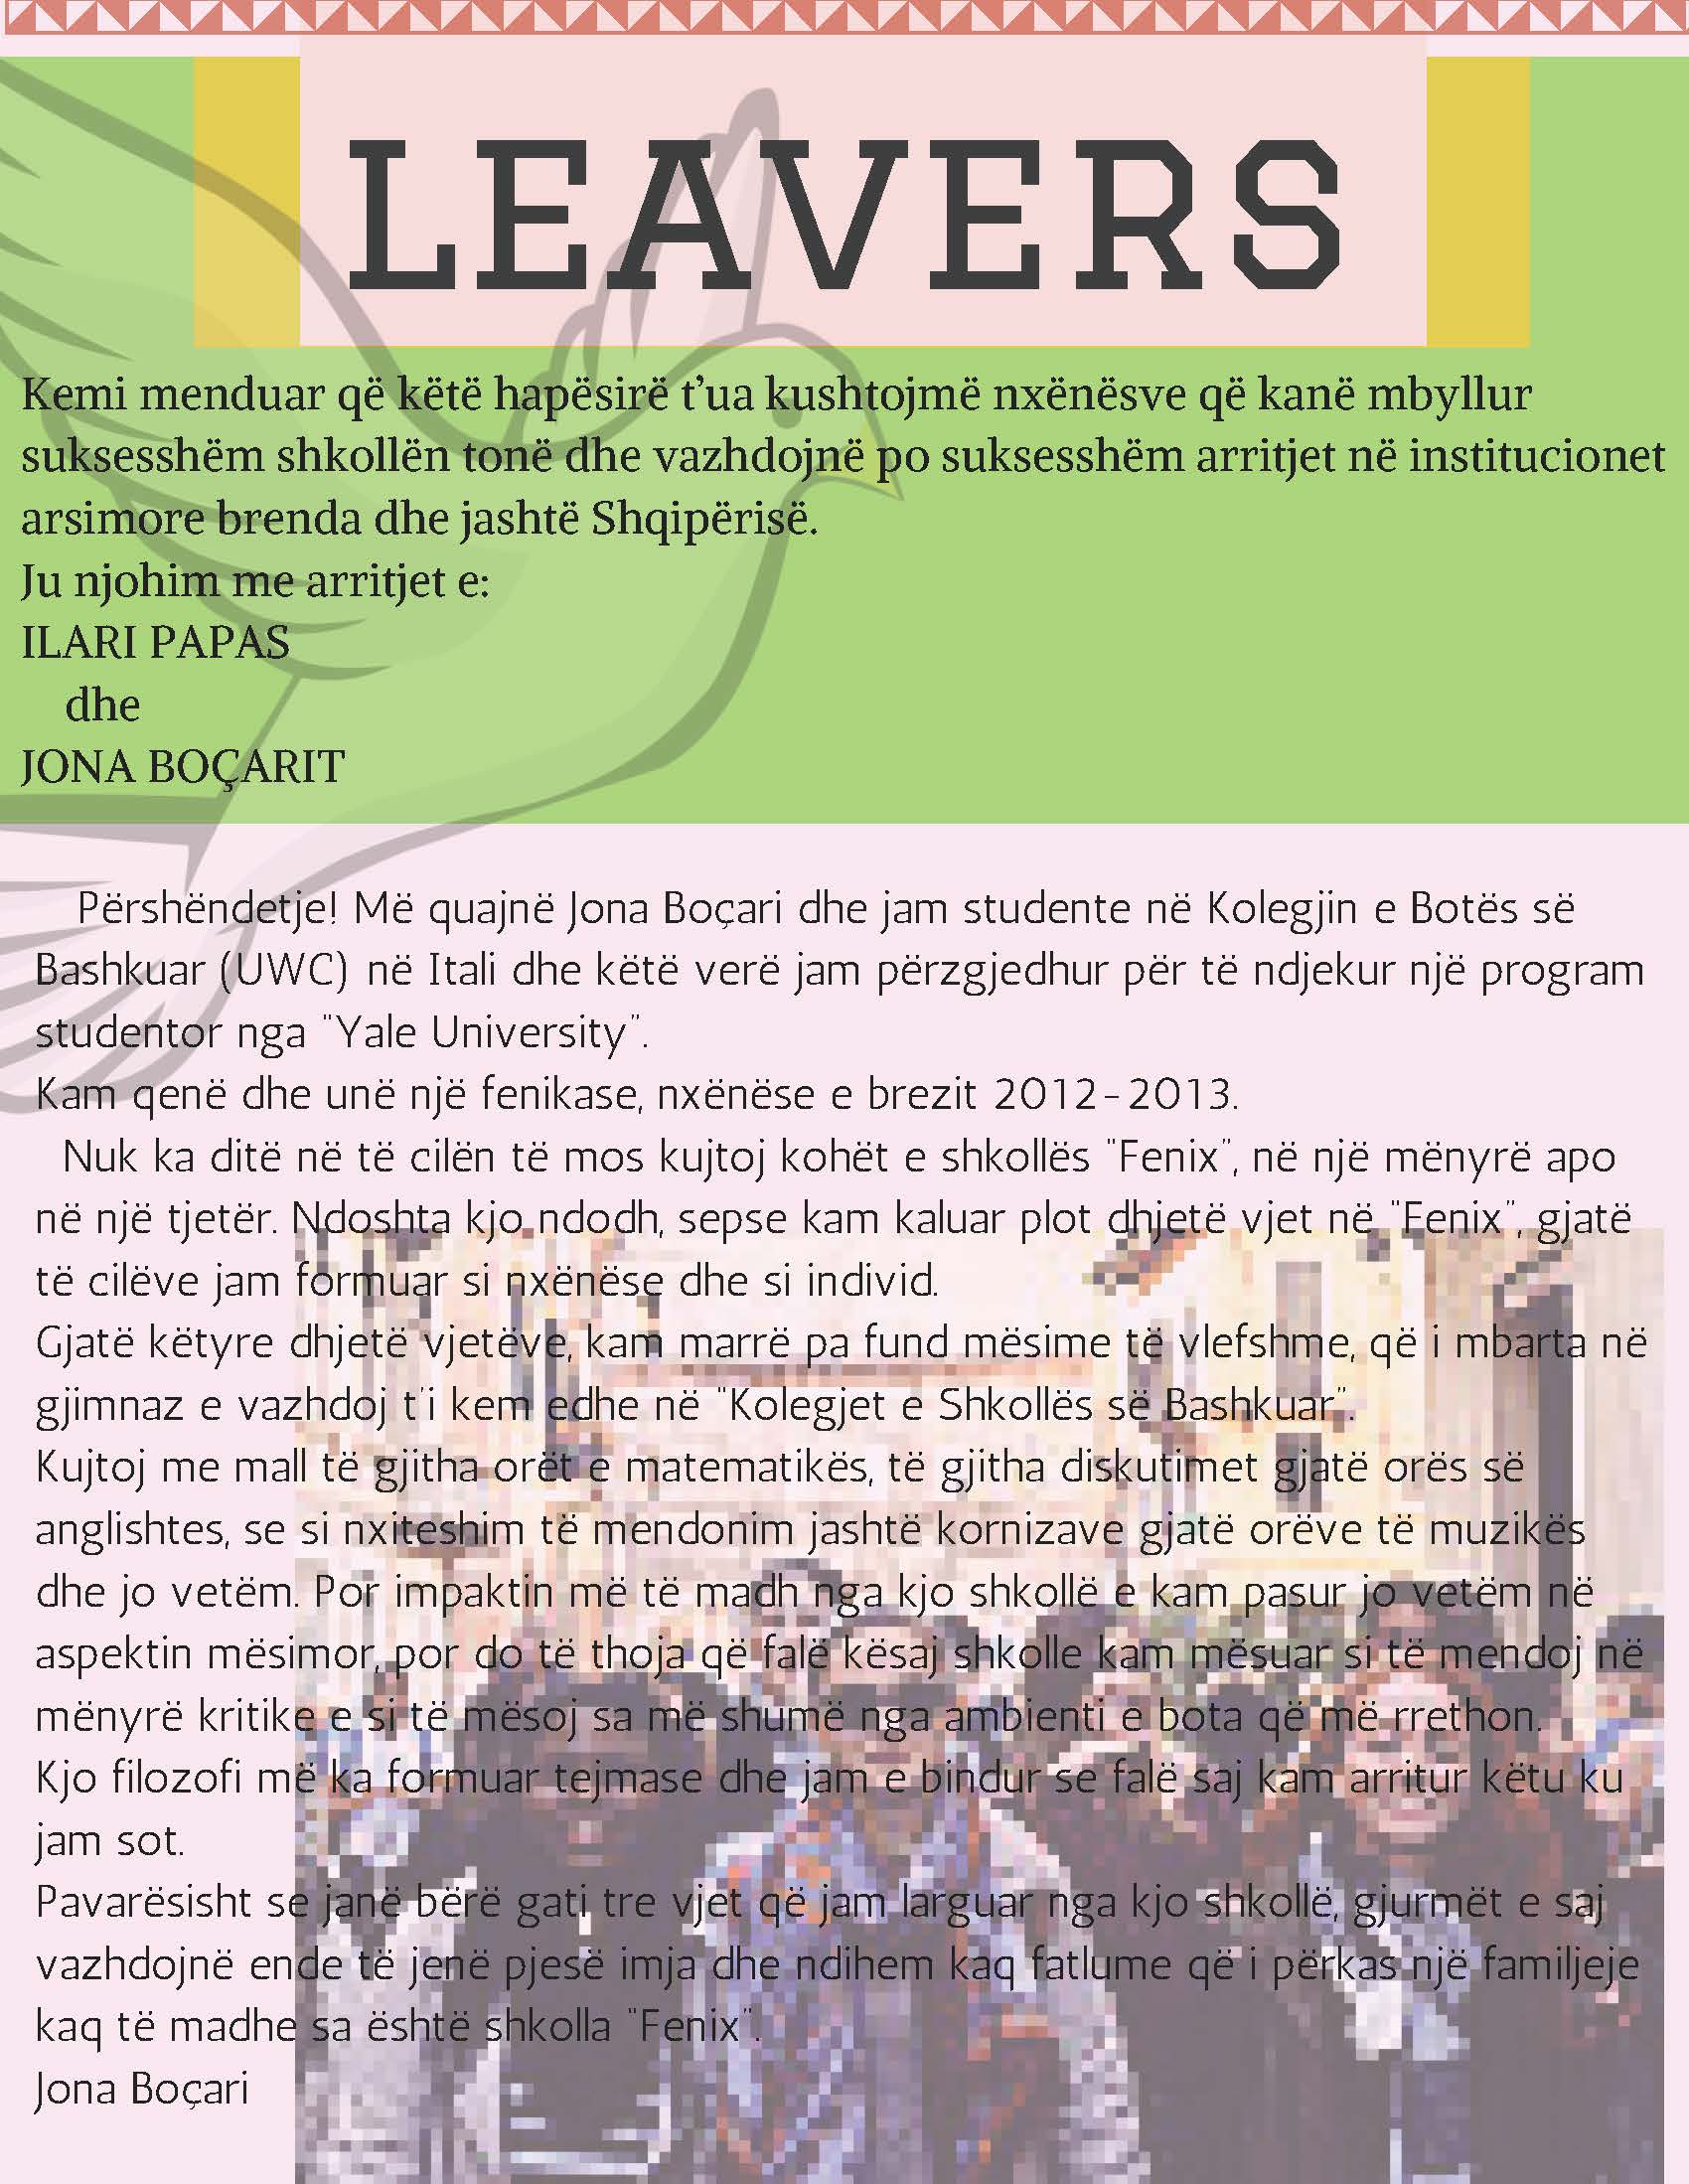 LEAVERS
Kemi menduar që këtë hapësirë t’ua kushtojmë nxënësve që kanë mbyllur
suksesshëm shkollën tonë dhe vazhdojnë po suksesshëm arritjet në institucionet
arsimore brenda dhe jashtë Shqipërisë.
Ju njohim me arritjet e:
ILARI PAPAS
dhe
JONA BOÇARIT
Përshëndetje! Më quajnë Jona Boçari dhe jam studente në Kolegjin e Botës së
Bashkuar (UWC) në Itali dhe këtë verë jam përzgjedhur për të ndjekur një program
studentor nga "Yale University".
Kam qenë dhe unë një fenikase, nxënëse e brezit 2012-2013.
Nuk ka ditë në të cilën të mos kujtoj kohët e shkollës "Fenix", në një mënyrë apo
në një tjetër. Ndoshta kjo ndodh, sepse kam kaluar plot dhjetë vjet në "Fenix", gjatë
të cilëve jam formuar si nxënëse dhe si individ.
Gjatë këtyre dhjetë vjetëve, kam marrë pa fund mësime të vlefshme, që i mbarta në
gjimnaz e vazhdoj t'i kem edhe në "Kolegjet e Shkollës së Bashkuar".
Kujtoj me mall të gjitha orët e matematikës, të gjitha diskutimet gjatë orës së
anglishtes, se si nxiteshim të mendonim jashtë kornizave gjatë orëve të muzikës
dhe jo vetëm. Por impaktin më të madh nga kjo shkollë e kam pasur jo vetëm në
aspektin mësimor, por do të thoja që falë kësaj shkolle kam mësuar si të mendoj në
mënyrë kritike e si të mësoj sa më shumë nga ambienti e bota që më rrethon.
Kjo filozofi më ka formuar tejmase dhe jam e bindur se falë saj kam arritur këtu ku
jam sot.
Pavarësisht se janë bërë gati tre vjet që jam larguar nga kjo shkollë, gjurmët e saj
vazhdojnë ende të jenë pjesë imja dhe ndihem kaq fatlume që i përkas një familjeje
kaq të madhe sa është shkolla "Fenix".
Jona Boçari